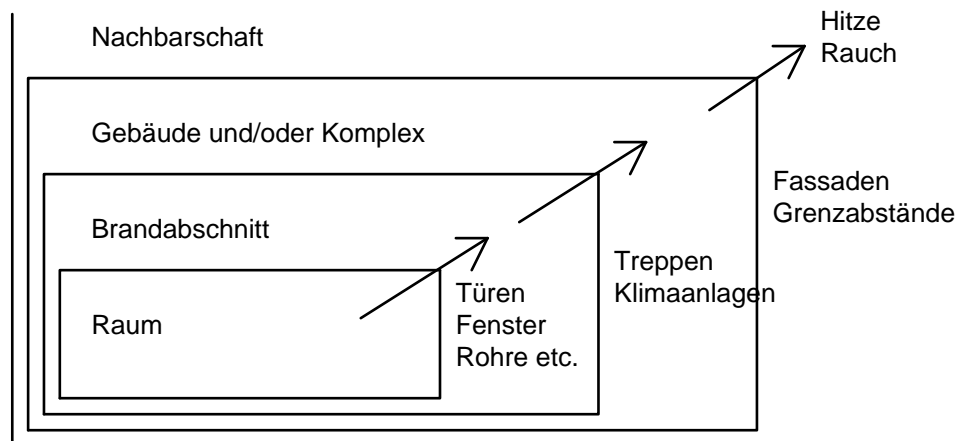 Nachbarschaft
Hitze
Rauch
Gebäude und/oder Komplex
Fassaden
Grenzabstände
Brandabschnitt
Treppen
Klimaanlagen
Raum
Türen
Fenster
Rohre etc.